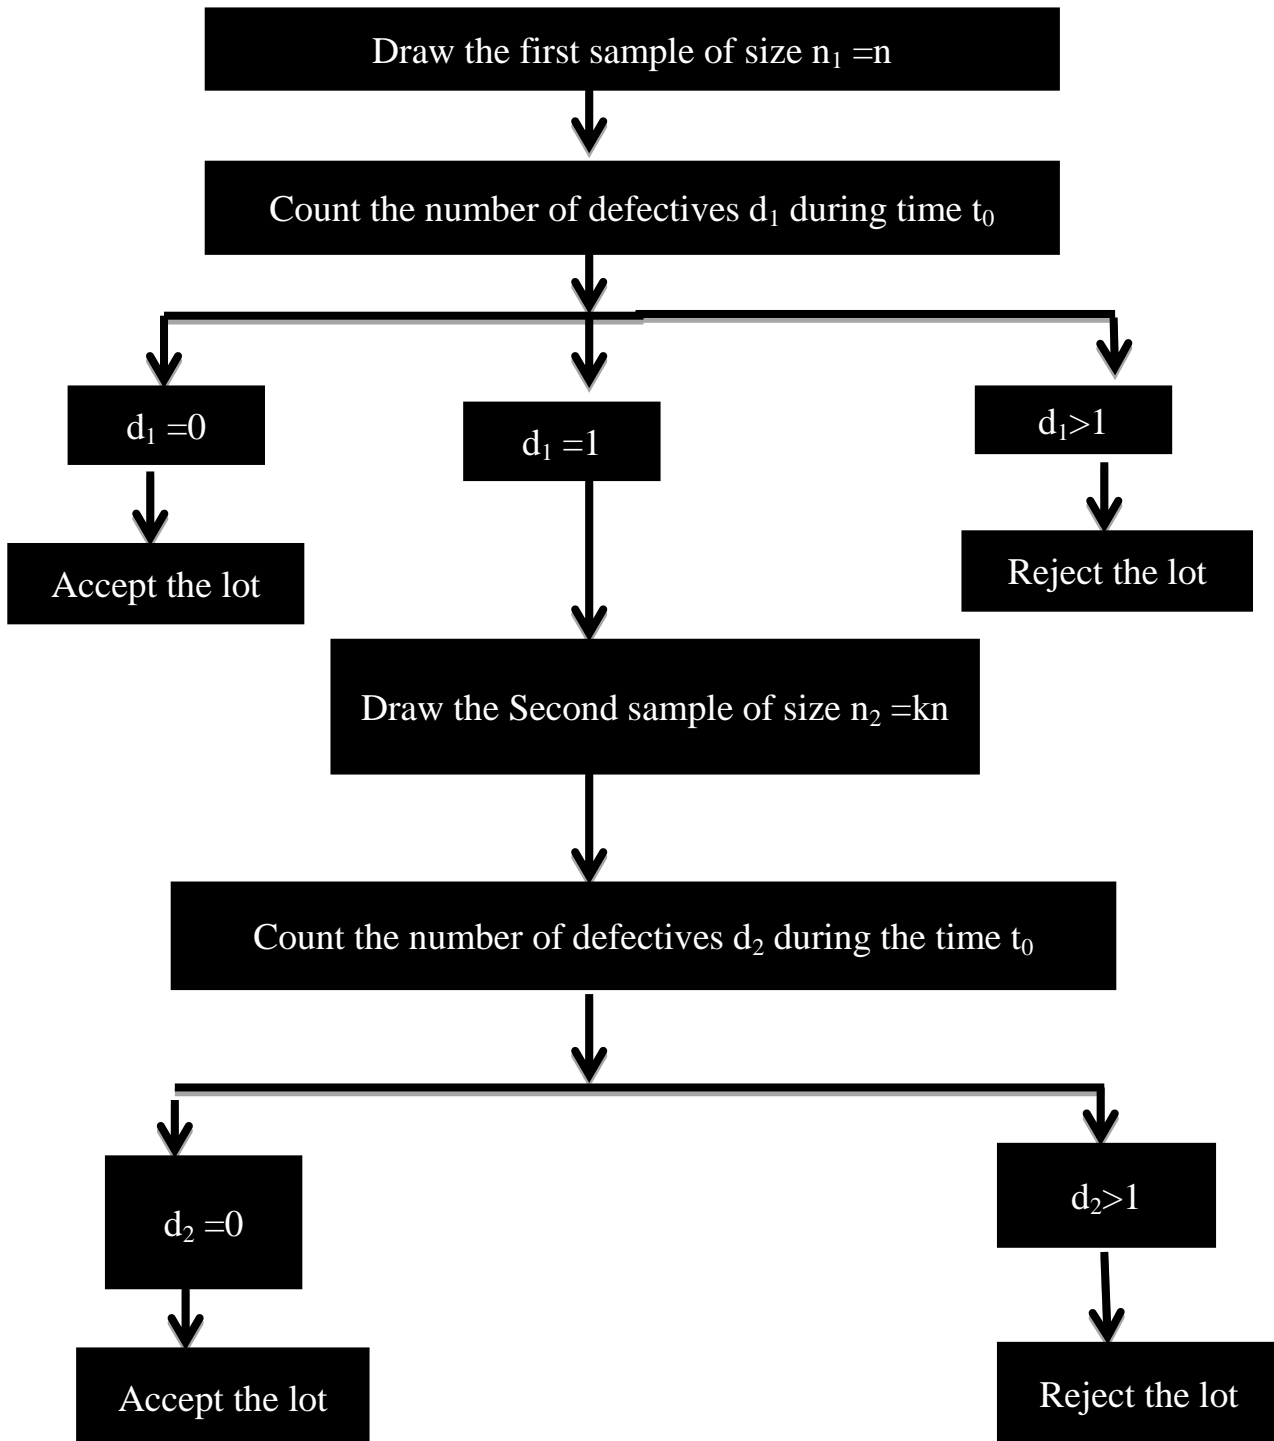 Draw the first sample of size n₁ =n
Count the number of defectives d₁ during time t₀
d₁ =0
d₁ =1
d₁>1
Accept the lot
Reject the lot
Draw the Second sample of size n₂ =kn
Count the number of defectives d₂ during the time t₀
d₂ =0
d₂>1
Accept the lot
Reject the lot